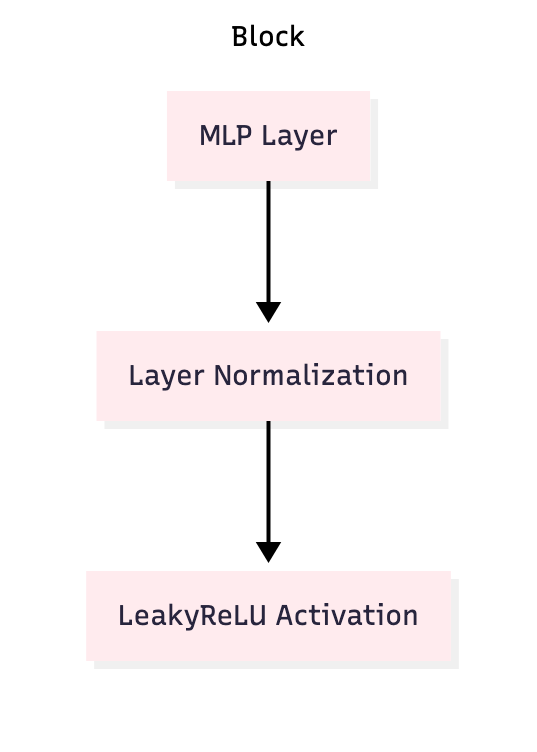 Block
MLP Layer
Layer Normalization
LeakyReLU Activation